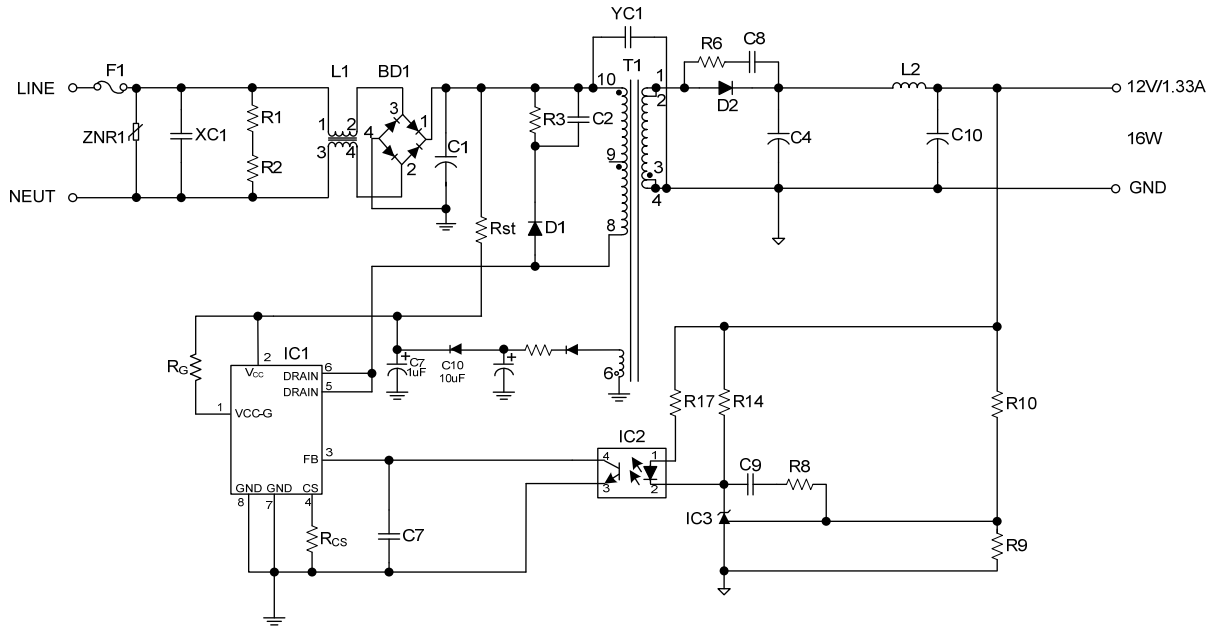 YC1
F1
L1
BD1
T1
R6
C8
L2
LINE
ZNR1
XC1
R1
R2
1
2
3
4
3
4
1
2
C1
R3
C2
10
9
8
1
2
3
4
D2
C4
C10
12V/1.33A
16W
GND
NEUT
Rst
D1
RG
2
IC1
VCC
DRAIN
6
DRAIN
5
1
VCC-G
FB
3
GND
GND
CS
8
7
4
RCS
C7
1uF
C10
10uF
6
R17
R14
R10
IC2
4
3
1
2
C9
R8
IC3
R9
C7